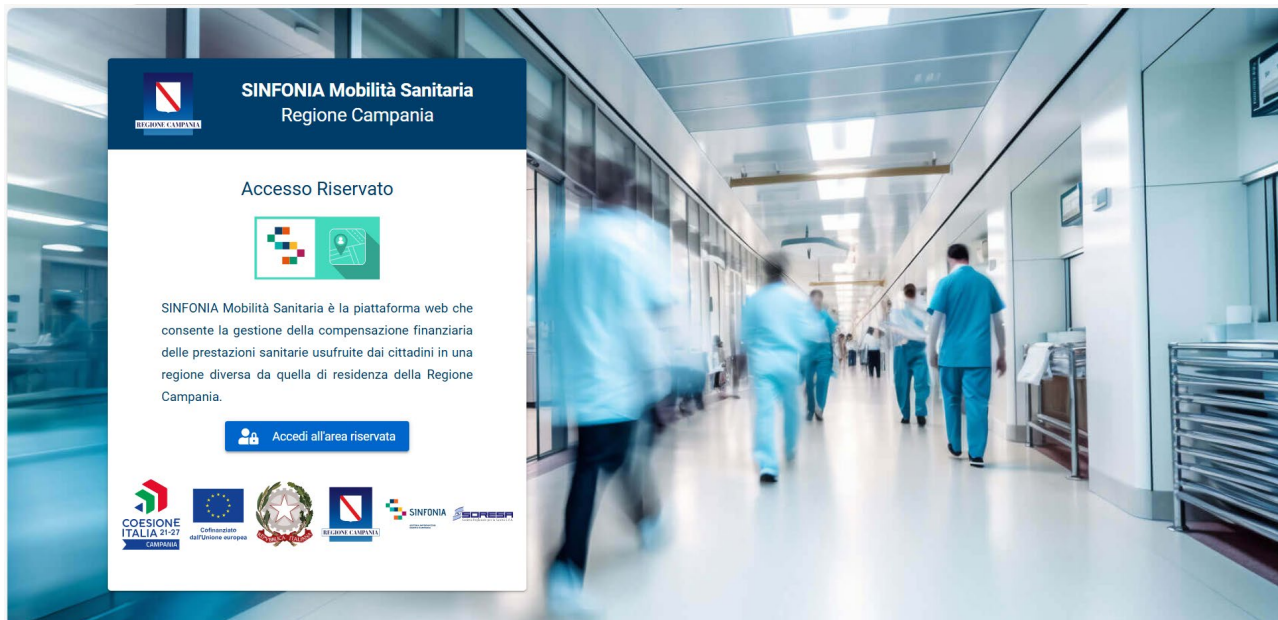 REGIONE CAMPANIA
SINFONIA Mobilità Sanitaria
Regione Campania
Accesso Riservato
SINFONIA Mobilità Sanitaria è la piattaforma web che
consente la gestione della compensazione finanziaria
delle prestazioni sanitarie usufruite dai cittadini in una
regione diversa da quella di residenza della Regione
Campania.
Accedi all'area riservata
COESIONE
ITALIA 21-27
CAMPANIA
Cofinanziato
dall'Unione europea
REPUBBLICA ITALIANA
REGIONE CAMPANIA
SINFONIA
SORESA